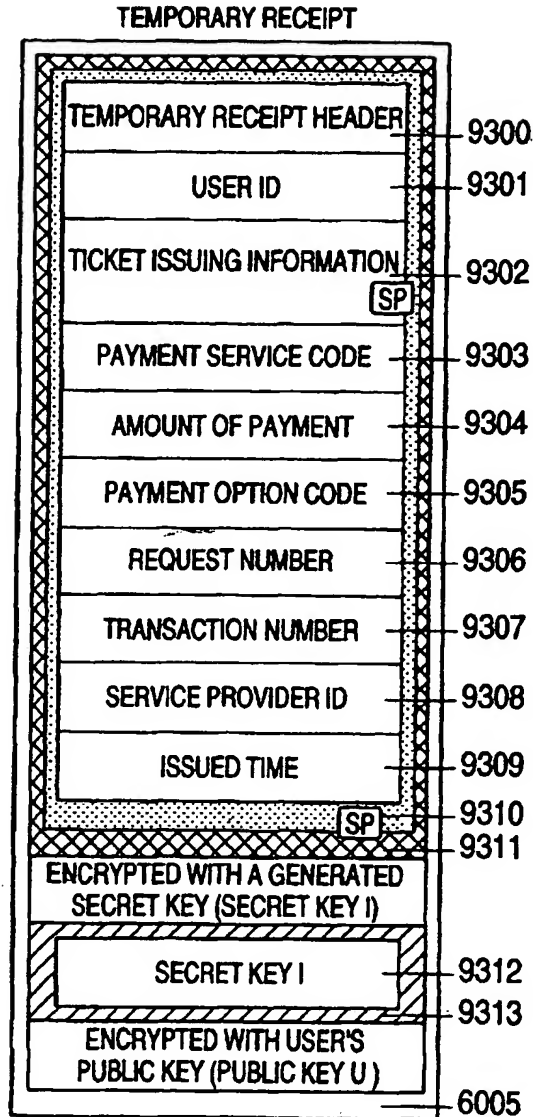 TEMPORARY RECEIPT
TEMPORARY RECEIPT HEADER
9300
USER ID
9301
TICKET ISSUING INFORMATION
9302
SP
PAYMENT SERVICE CODE
9303
AMOUNT OF PAYMENT
9304
PAYMENT OPTION CODE
9305
REQUEST NUMBER
9306
TRANSACTION NUMBER
9307
SERVICE PROVIDER ID
9308
ISSUED TIME
9309
SP
9310
9311
ENCRYPTED WITH A GENERATED
SECRET KEY (SECRET KEY I)
SECRET KEY I
9312
9313
ENCRYPTED WITH USER'S
PUBLIC KEY (PUBLIC KEY U )
6005